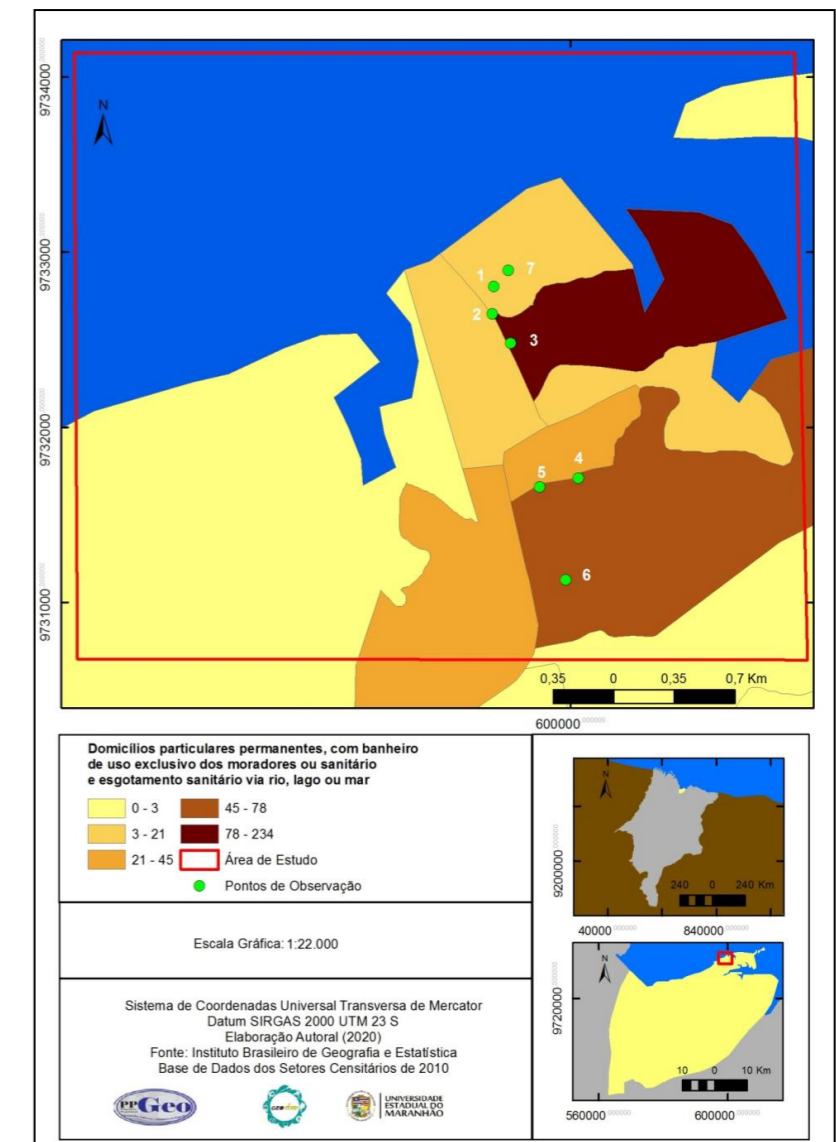 9734000
9733000
9732000
9731000
N
1
7
2
3
5
4
6
0,35 0 0,35 0,7 Km
600000,000000
Domicílios particulares permanentes, com banheiro
de uso exclusivo dos moradores ou sanitário
e esgotamento sanitário via rio, lago ou mar
0 - 3
45 - 78
3 - 21
78 - 234
21 - 45
Área de Estudo
Pontos de Observação
Escala Gráfica: 1:22.000
Sistema de Coordenadas Universal Transversa de Mercator
Datum SIRGAS 2000 UTM 23 S
Elaboração Autoral (2020)
Fonte: Instituto Brasileiro de Geografia e Estatística
Base de Dados dos Setores Censitários de 2010
PPGeo
UNIVERSIDADE
ESTADUAL DO
MARANHÃO
N
9200000
240 0 240 Km
40000,000000 840000,000000
N
9720000
10 0 10 Km
560000,000000 600000,000000